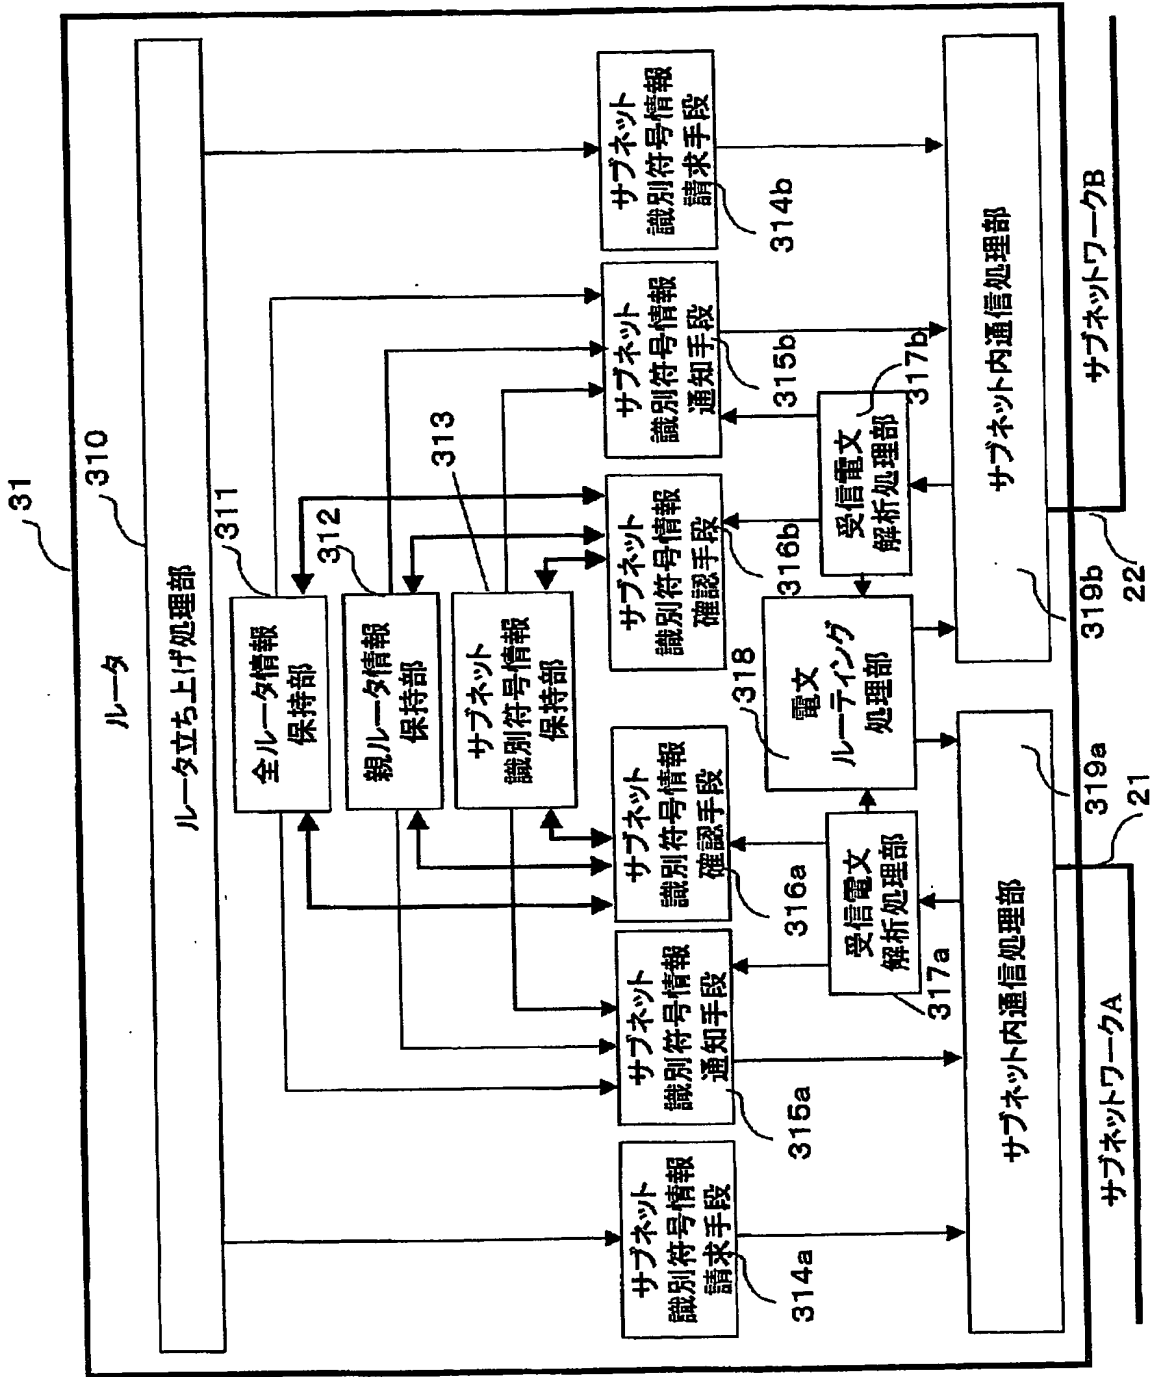 31
ルータ
310
ルータ立ち上げ処理部
311
全ルータ情報
保持部
312
親ルータ情報
保持部
313
サブネット
識別符号情報
保持部
サブネット
識別符号情報
請求手段
314a
サブネット
識別符号情報
通知手段
315a
サブネット
識別符号情報
確認手段
316a
サブネット
識別符号情報
確認手段
316b
サブネット
識別符号情報
通知手段
315b
サブネット
識別符号情報
請求手段
314b
受信電文
解析処理部
317a
318
電文
ルーティング
処理部
受信電文
解析処理部
317b
サブネット内通信処理部
319a
サブネット内通信処理部
319b
サブネットワークA
21
22
サブネットワークB